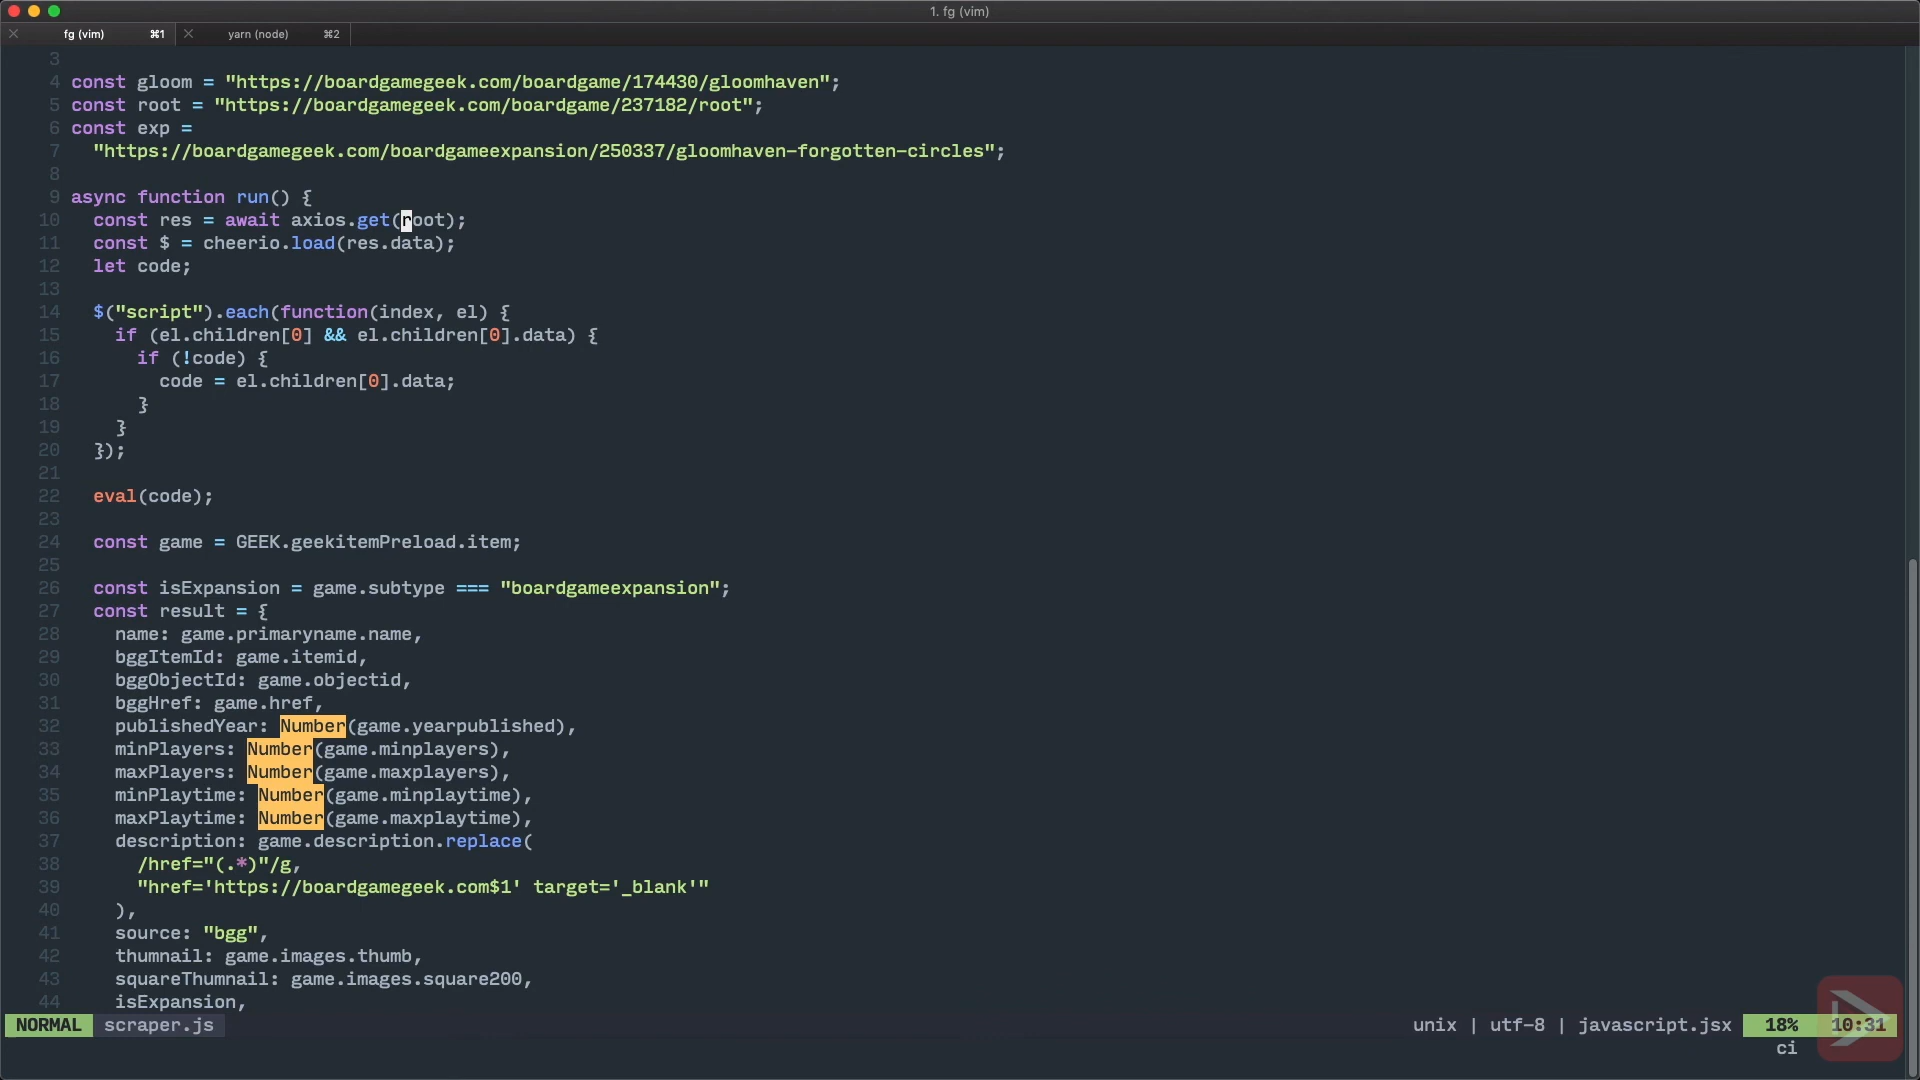 1. fg (vim)
fg (vim) ⌘1 yarn (node) ⌘2
3
4 const gloom = "https://boardgamegeek.com/boardgame/174430/gloomhaven";
5 const root = "https://boardgamegeek.com/boardgame/237182/root";
6 const exp =
7 "https://boardgamegeek.com/boardgameexpansion/250337/gloomhaven-forgotten-circles";
8
9 async function run() {
10 const res = await axios.get(root);
11 const $ = cheerio.load(res.data);
12 let code;
13
14 $("script").each(function(index, el) {
15 if (el.children[0] && el.children[0].data) {
16 if (!code) {
17 code = el.children[0].data;
18 }
19 }
20 });
21
22 eval(code);
23
24 const game = GEEK.geekitemPreload.item;
25
26 const isExpansion = game.subtype === "boardgameexpansion";
27 const result = {
28 name: game.primaryname.name,
29 bggItemId: game.itemid,
30 bggObjectId: game.objectid,
31 bggHref: game.href,
32 publishedYear: Number(game.yearpublished),
33 minPlayers: Number(game.minplayers),
34 maxPlayers: Number(game.maxplayers),
35 minPlaytime: Number(game.minplaytime),
36 maxPlaytime: Number(game.maxplaytime),
37 description: game.description.replace(
38 /href="(.*)"/g,
39 "href='https://boardgamegeek.com$1' target='_blank'"
40 ),
41 source: "bgg",
42 thumnail: game.images.thumb,
43 squareThumnail: game.images.square200,
44 isExpansion,
NORMAL scraper.js unix | utf-8 | javascript.jsx 18% 10:31
ci